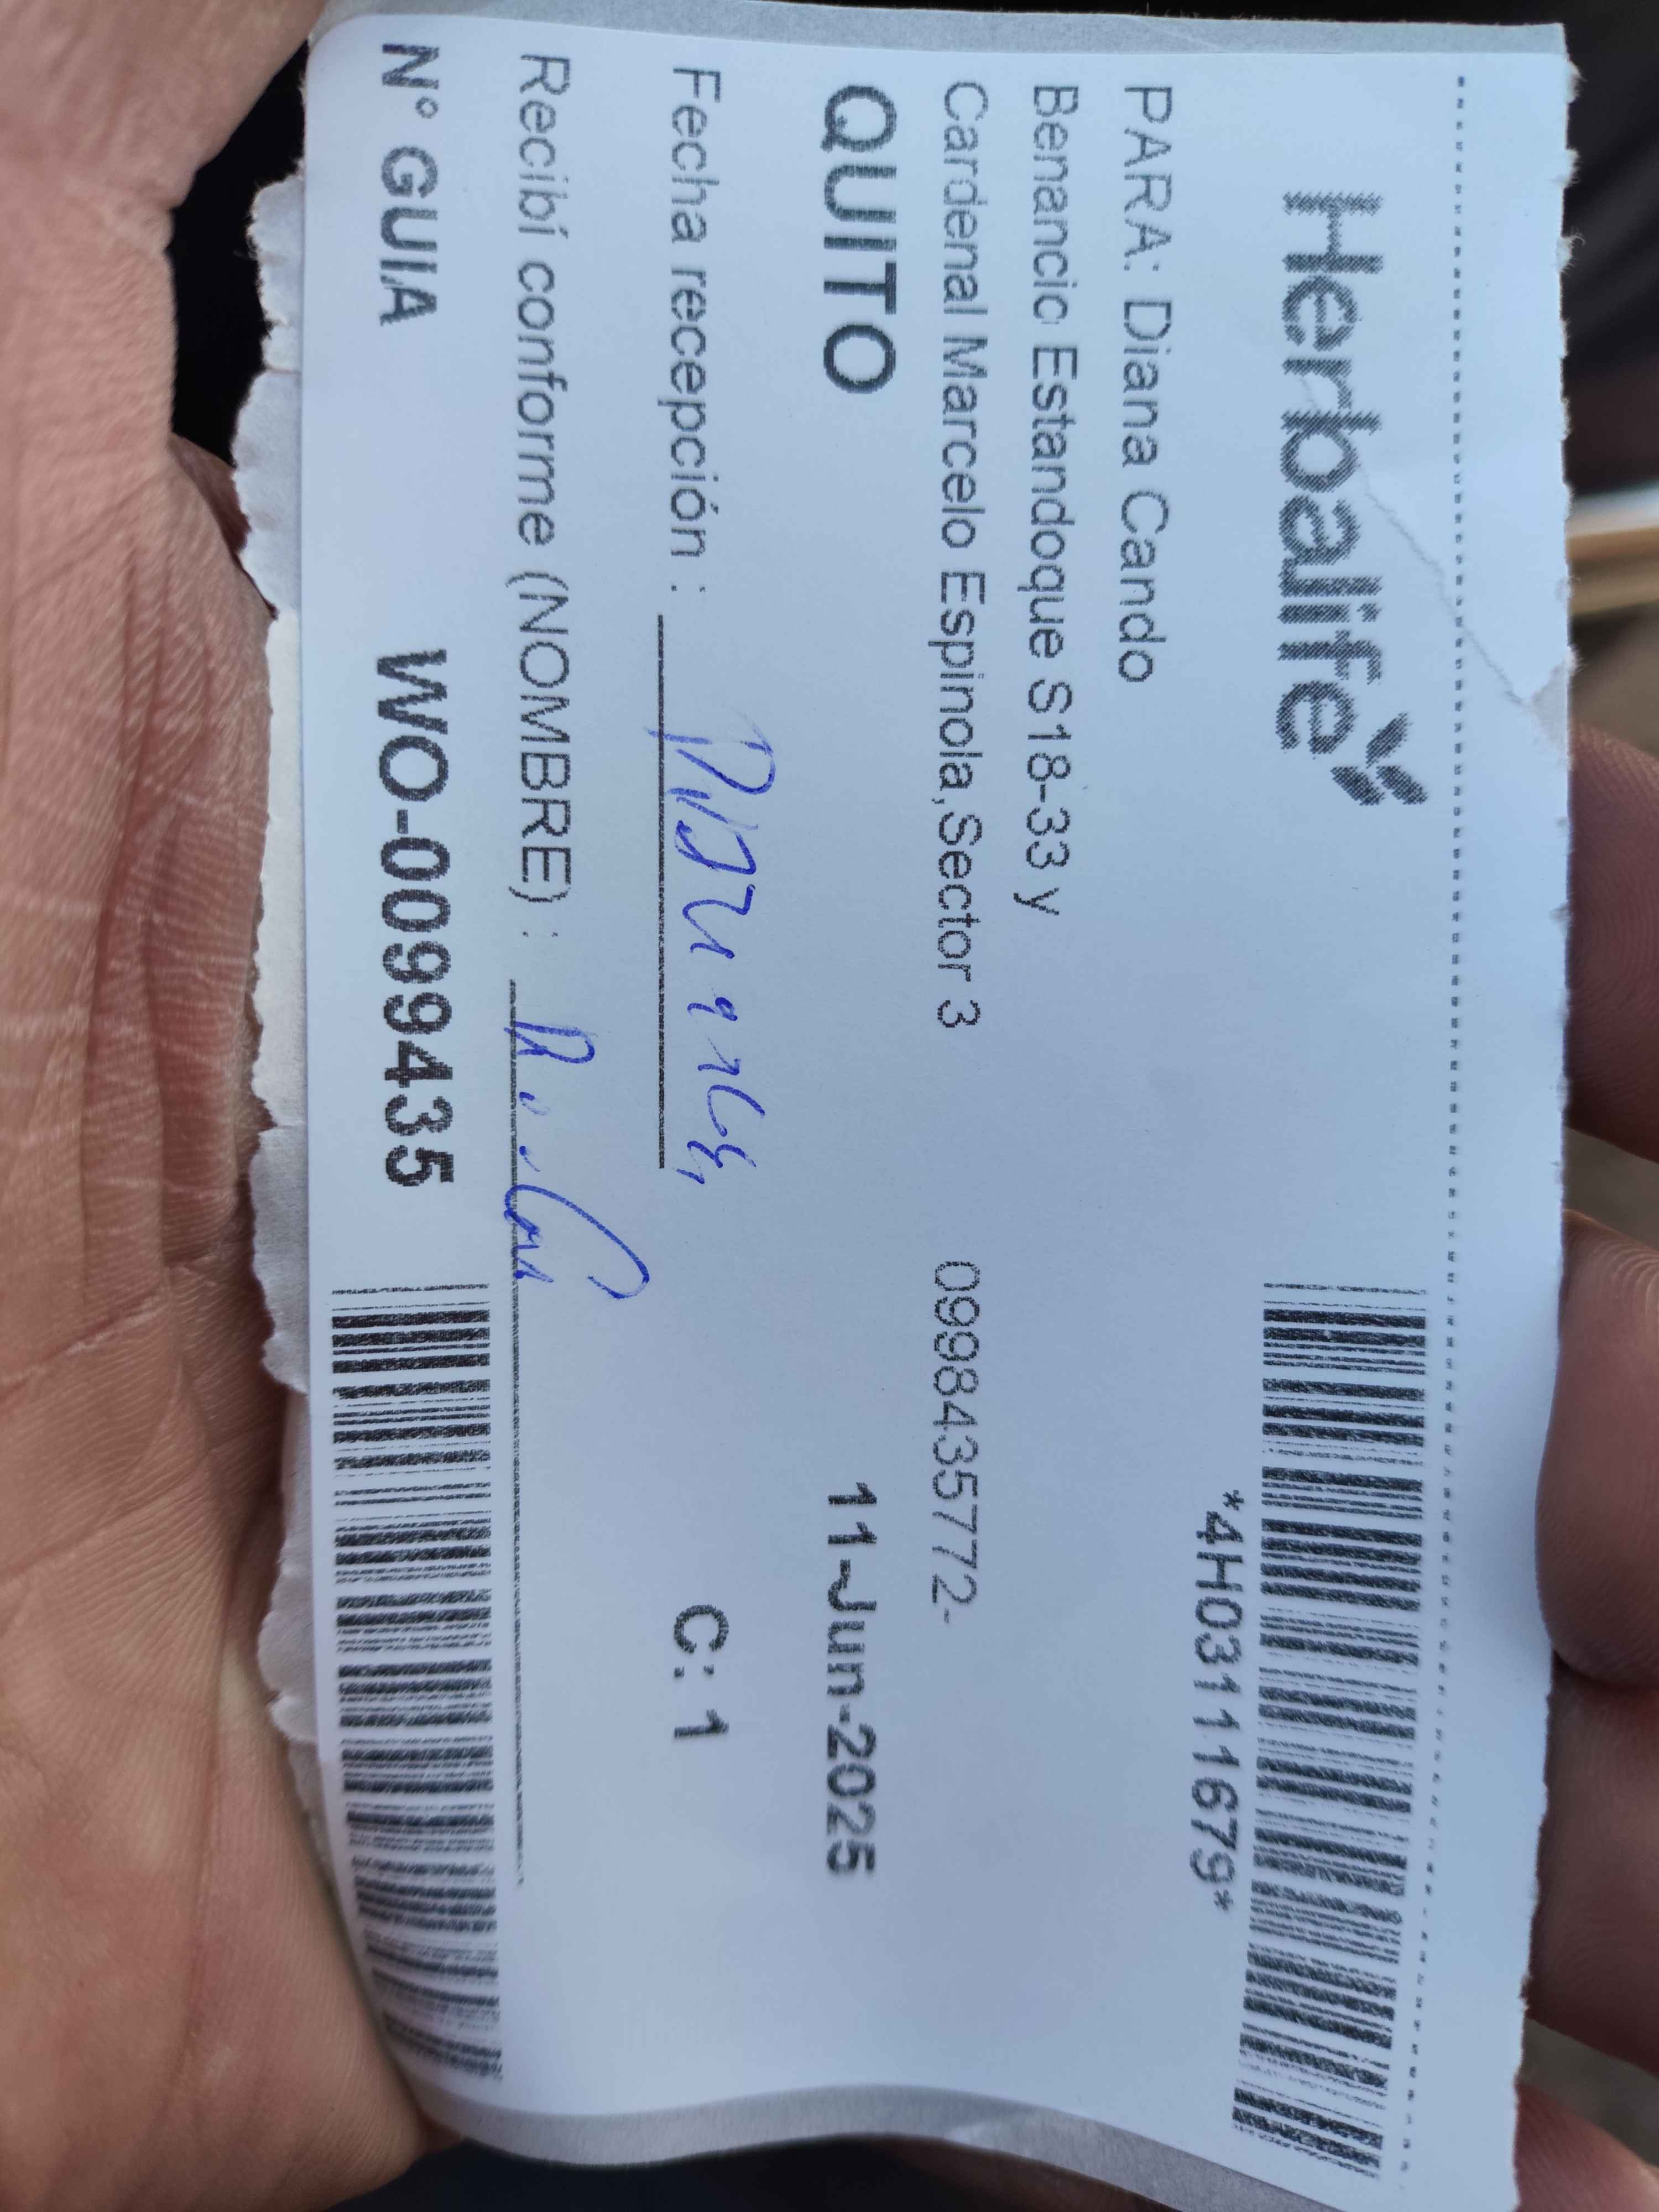 Herbalife
*4H03111679*
PARA: Diana Cando
Benancio Estandoque S18-33 y
Cardenal Marcelo Espinola,Sector 3 0998435772-
QUITO 11-Jun-2025
Fecha recepción :
C: 1
Recibí conforme (NOMBRE) :
N° GUIA WO-0099435